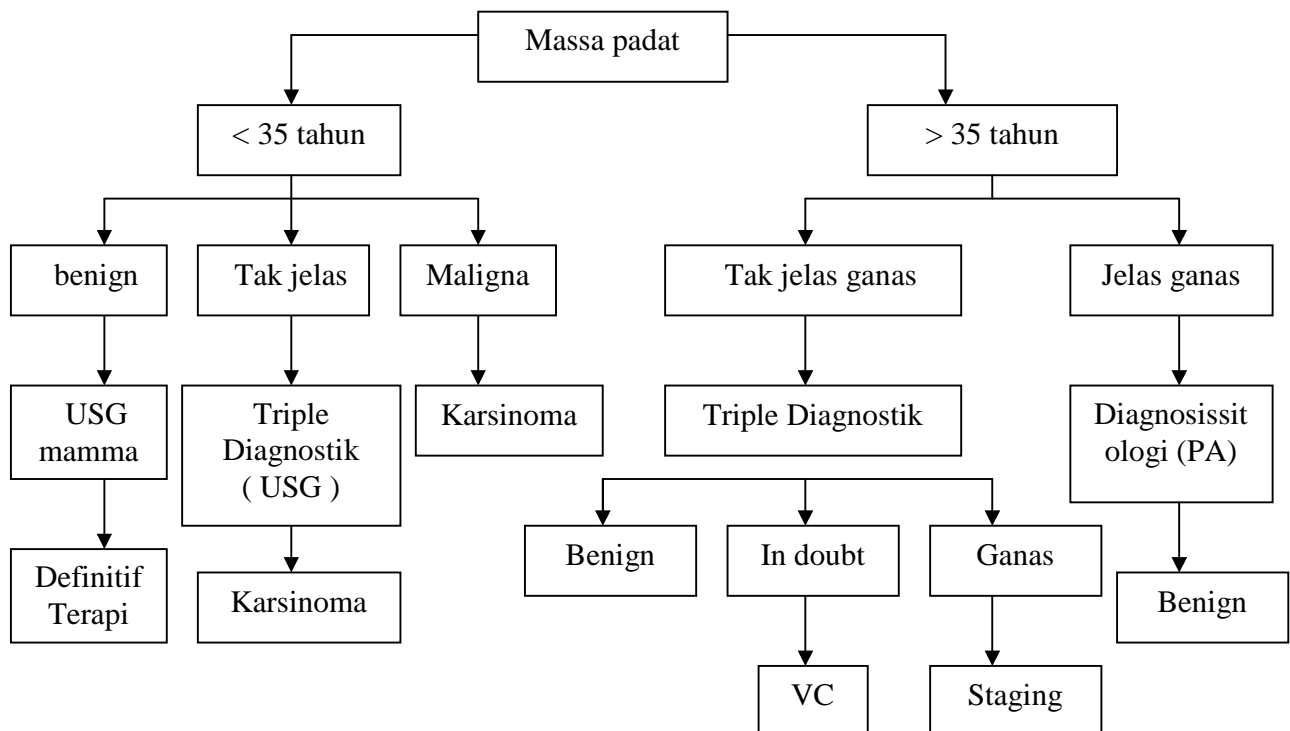 Massa padat
< 35 tahun
> 35 tahun
benign
Tak jelas
Maligna
Tak jelas ganas
Jelas ganas
USG
mamma
Triple
Diagnostik
( USG )
Karsinoma
Triple Diagnostik
Diagnosissit
ologi (PA)
Benign
In doubt
Ganas
Definitif
Terapi
Karsinoma
Benign
VC
Staging